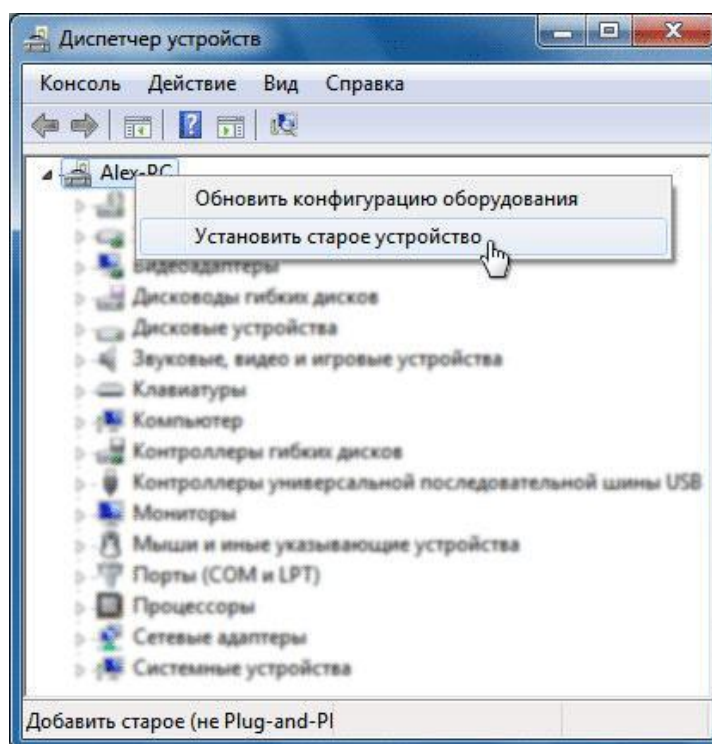 Диспетчер устройств
Консоль Действие Вид Справка
Alex-PC
Обновить конфигурацию оборудования
Установить старое устройство
Видеоадаптеры
Дисководы гибких дисков
Дисковые устройства
Звуковые, видео и игровые устройства
Клавиатуры
Компьютер
Контроллеры гибких дисков
Контроллеры универсальной последовательной шины USB
Мониторы
Мыши и иные указывающие устройства
Порты (COM и LPT)
Процессоры
Сетевые адаптеры
Системные устройства
Добавить старое (не Plug-and-Pl